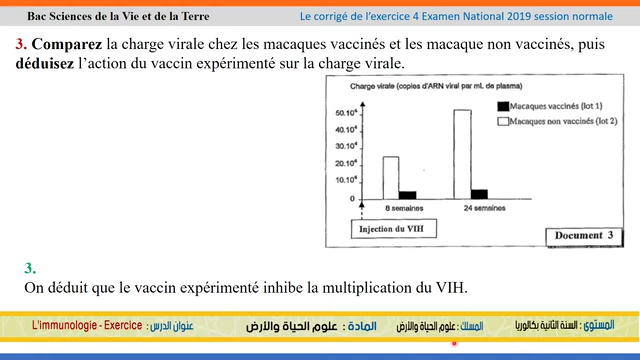 Bac Sciences de la Vie et de la Terre
Le corrigé de l'exercice 4 Examen National 2019 session normale
3. Comparez la charge virale chez les macaques vaccinés et les macaque non vaccinés, puis
déduisez l'action du vaccin expérimenté sur la charge virale.
Charge virale (copies d'ARN viral par mL de plasma)
50.10⁴
40.10⁴
30.10⁴
20.10⁴
10.10⁴
0
Macaques vaccinés (lot 1)
Macaques non vaccinés (lot 2)
8 semaines
24 semaines
Injection du VIH
Document 3
3.
On déduit que le vaccin expérimenté inhibe la multiplication du VIH.
المستوى : السنة الثانية بكالوريا
المسلك : علوم الحياة والأرض
المادة : علوم الحياة والأرض
عنوان الدرس : L'immunologie - Exercice